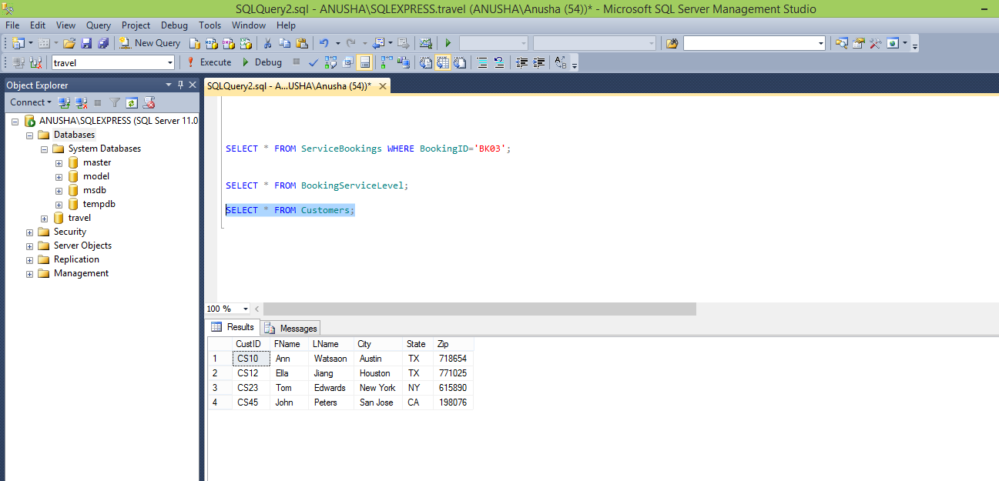 SQLQuery2.sql - ANUSHA\SQLEXPRESS.travel (ANUSHA\Anusha (54))* - Microsoft SQL Server Management Studio
File Edit View Query Project Debug Tools Window Help
New Query
travel Execute Debug
Object Explorer
SQLQuery2.sql - A...USHA\Anusha (54))*
Connect
ANUSHA\SQLEXPRESS (SQL Server 11.0
Databases
System Databases
master
model
msdb
tempdb
travel
Security
Server Objects
Replication
Management
SELECT * FROM ServiceBookings WHERE BookingID='BK03';
SELECT * FROM BookingServiceLevel;
SELECT * FROM Customers;
100 %
Results Messages
CustID FName LName City State Zip
1 CS10 Ann Watsaon Austin TX 718654
2 CS12 Ella Jiang Houston TX 771025
3 CS23 Tom Edwards New York NY 615890
4 CS45 John Peters San Jose CA 198076